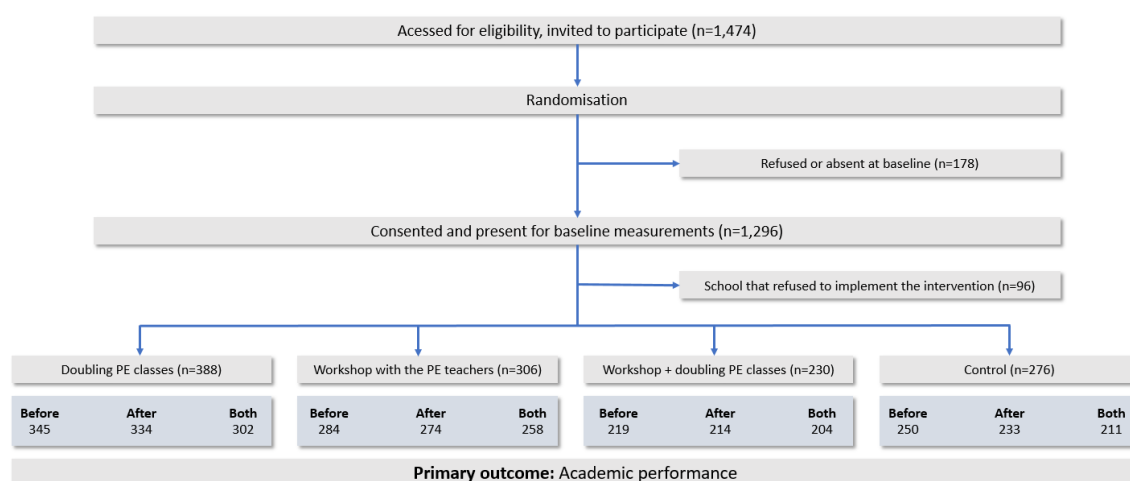 Acessed for eligibility, invited to participate (n=1,474)
Randomisation
Refused or absent at baseline (n=178)
Consented and present for baseline measurements (n=1,296)
School that refused to implement the intervention (n=96)
Doubling PE classes (n=388)
Before After Both
345 334 302
Workshop with the PE teachers (n=306)
Before After Both
284 274 258
Workshop + doubling PE classes (n=230)
Before After Both
219 214 204
Control (n=276)
Before After Both
250 233 211
Primary outcome: Academic performance